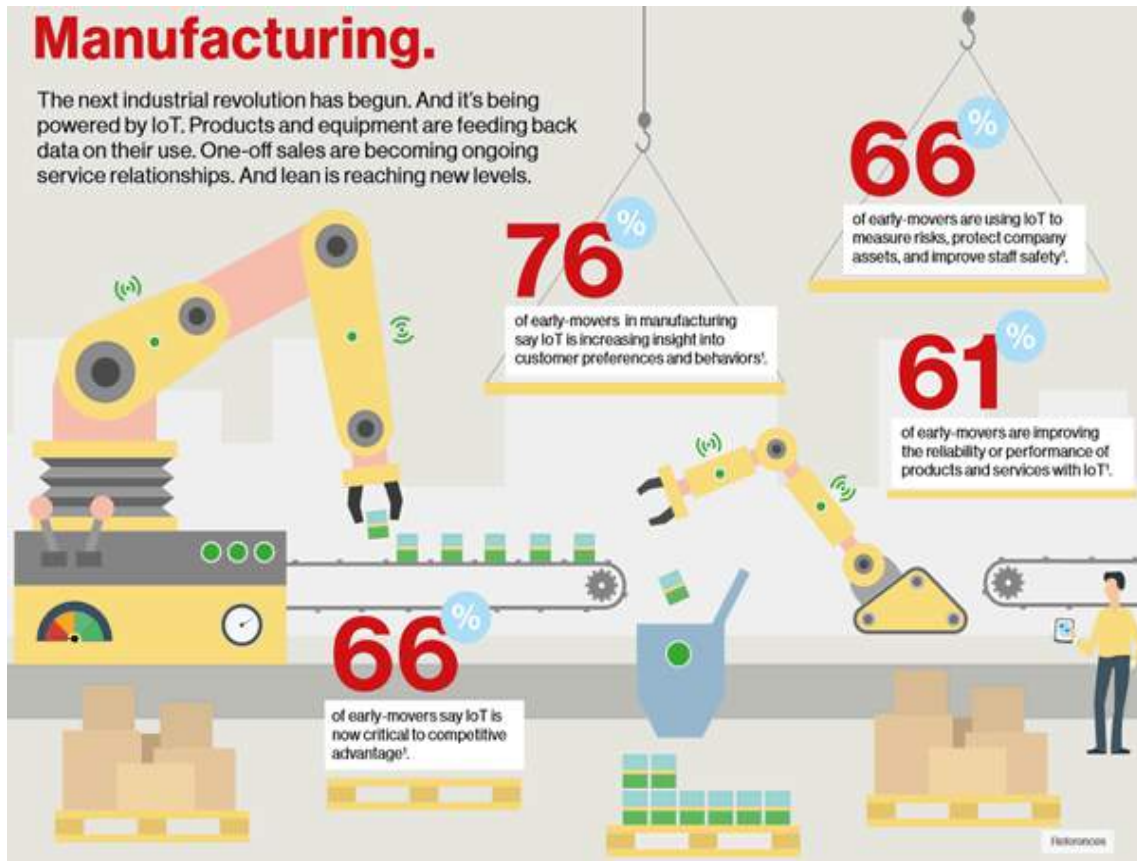 Manufacturing.
The next industrial revolution has begun. And it's being
powered by IoT. Products and equipment are feeding back
data on their use. One-off sales are becoming ongoing
service relationships. And lean is reaching new levels.
76%
of early-movers in manufacturing
say IoT is increasing insight into
customer preferences and behaviors¹.
66%
of early-movers are using IoT to
measure risks, protect company
assets, and improve staff safety¹.
61%
of early-movers are improving
the reliability or performance of
products and services with IoT¹.
66%
of early-movers say IoT is
now critical to competitive
advantage¹.
References